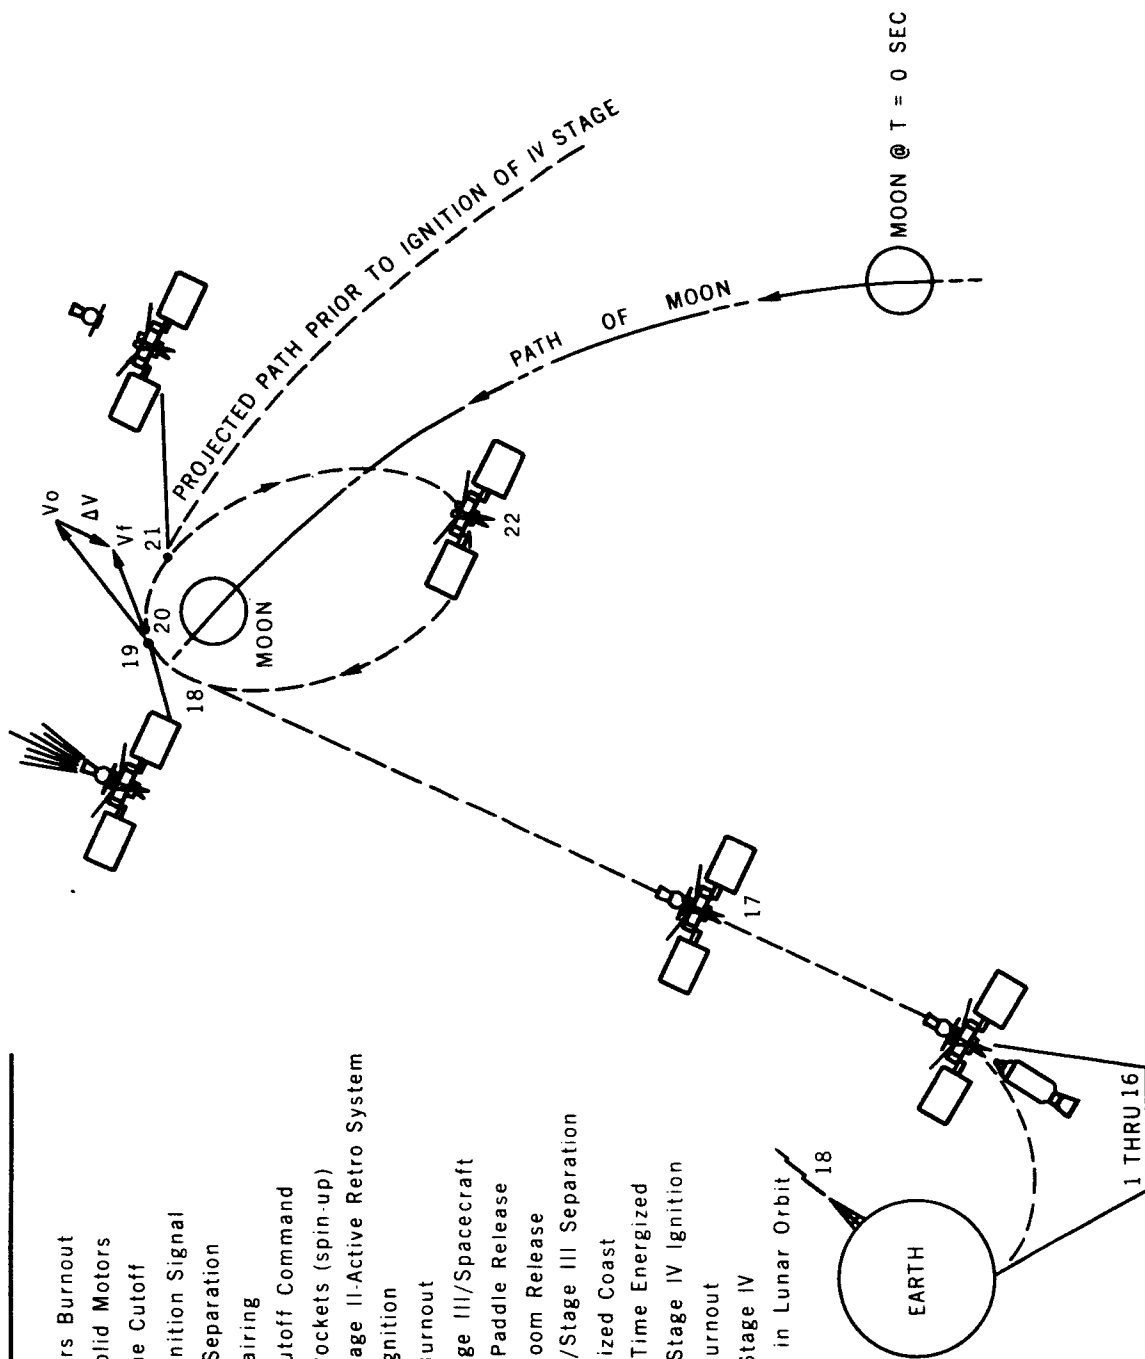 rs Burnout
olid Motors
ne Cutoff
nition Signal
Separation
airing
utoff Command
ockets (spin-up)
age II-Active Retro System
gnition
urnout
ge III/Spacecraft
Paddle Release
oom Release
/Stage III Separation
ized Coast
Time Energized
Stage IV Ignition
urnout
Stage IV
in Lunar Orbit
Vo
ΔV
Vf
21
20
19
18
MOON
PROJECTED PATH PRIOR TO IGNITION OF IV STAGE
PATH OF MOON
MOON @ T = 0 SEC
22
17
18
EARTH
1 THRU 16